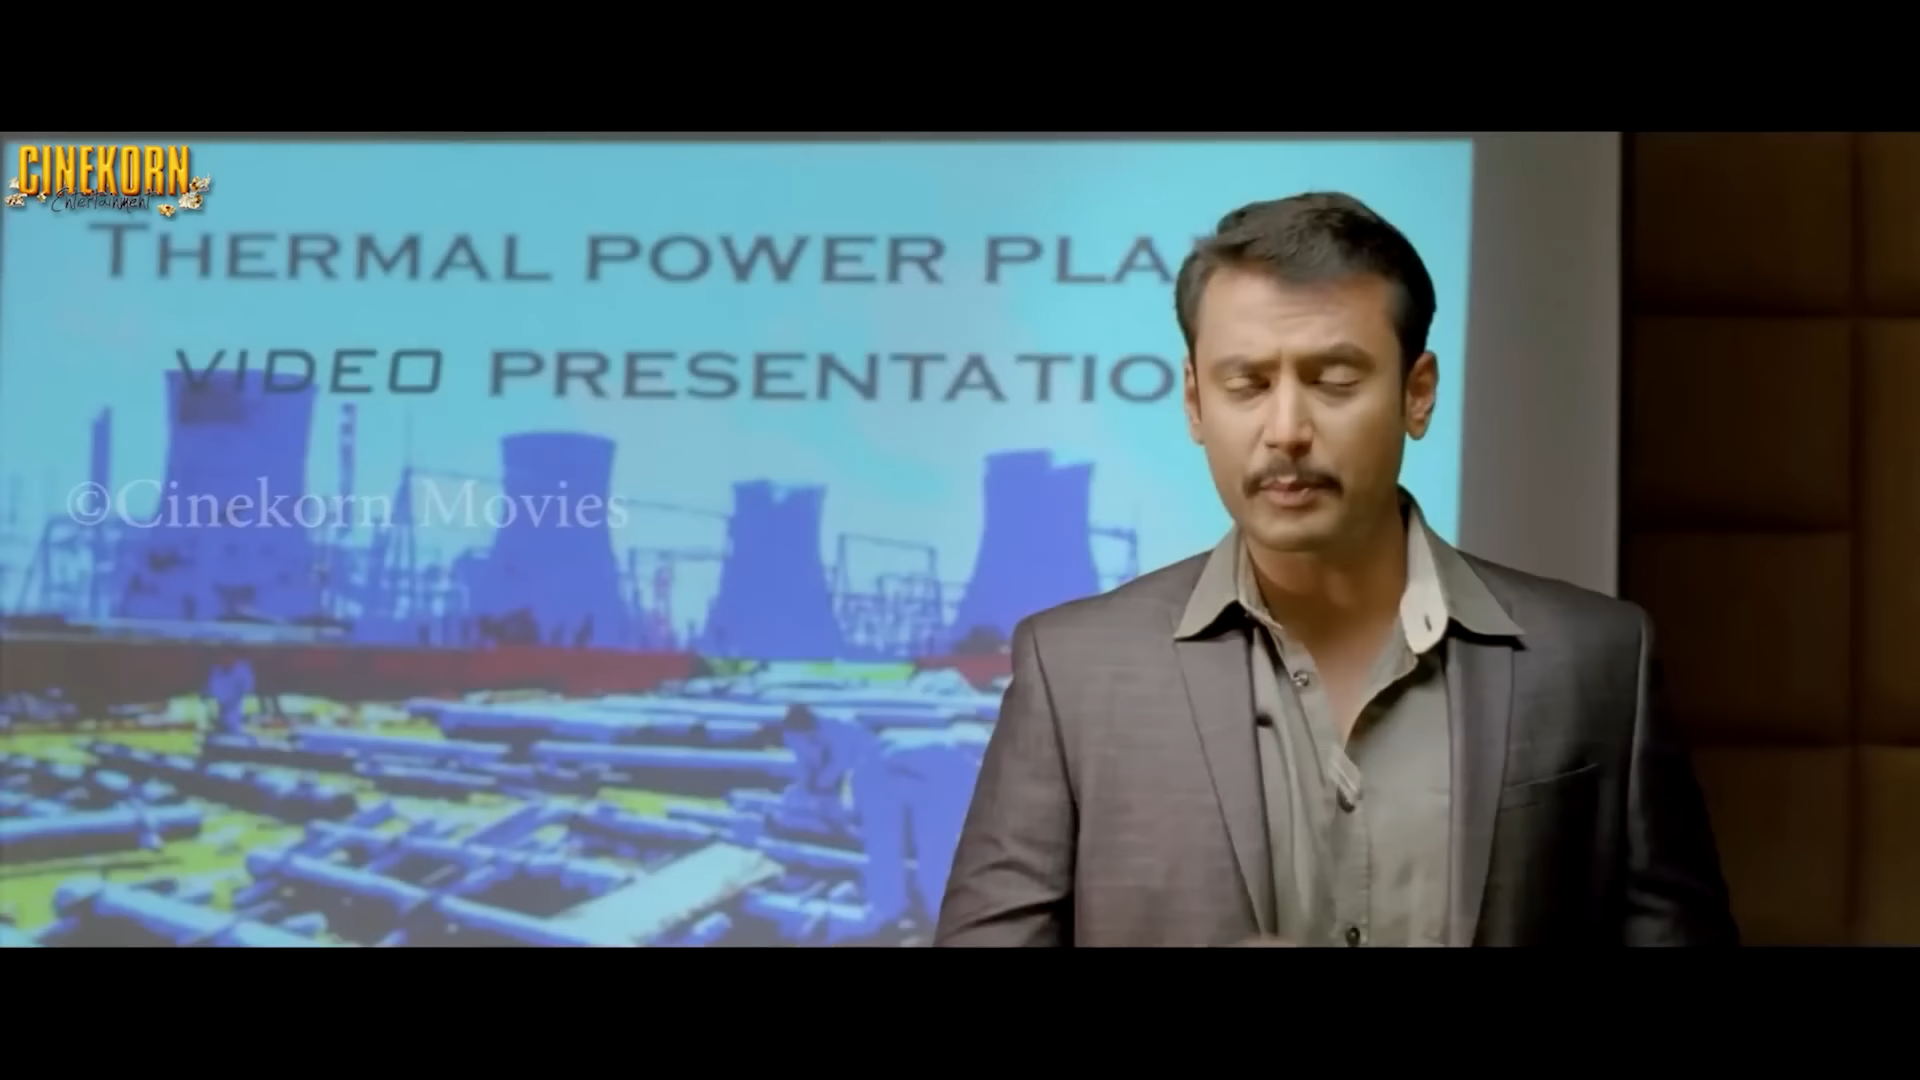 CINEKORN
Entertainment
THERMAL POWER PLA
VIDEO PRESENTATIO
©Cinekorn Movies